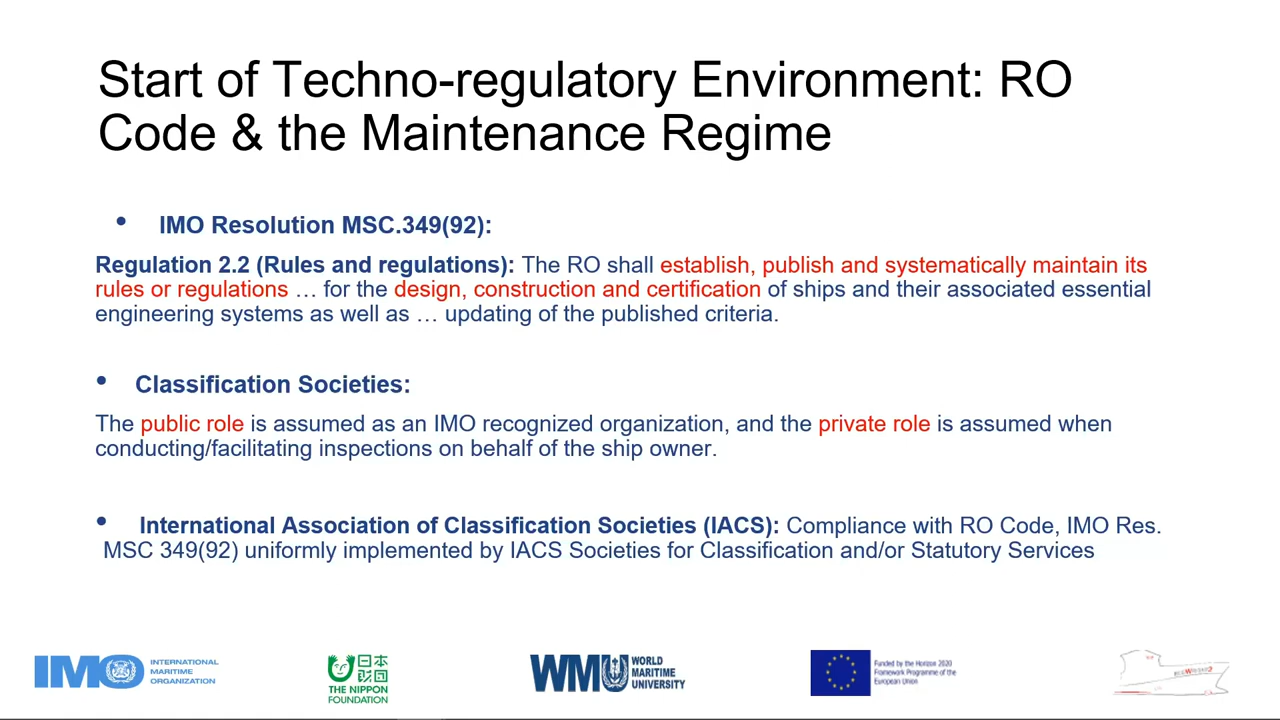 Start of Techno-regulatory Environment: RO
Code & the Maintenance Regime
• IMO Resolution MSC.349(92):
Regulation 2.2 (Rules and regulations): The RO shall establish, publish and systematically maintain its
rules or regulations … for the design, construction and certification of ships and their associated essential
engineering systems as well as … updating of the published criteria.
• Classification Societies:
The public role is assumed as an IMO recognized organization, and the private role is assumed when
conducting/facilitating inspections on behalf of the ship owner.
• International Association of Classification Societies (IACS): Compliance with RO Code, IMO Res.
MSC 349(92) uniformly implemented by IACS Societies for Classification and/or Statutory Services
IMO
INTERNATIONAL
MARITIME
ORGANIZATION
日本
財団
THE NIPPON
FOUNDATION
WMU
WORLD
MARITIME
UNIVERSITY
Funded by the Horizon 2020
Framework Programme of the
European Union